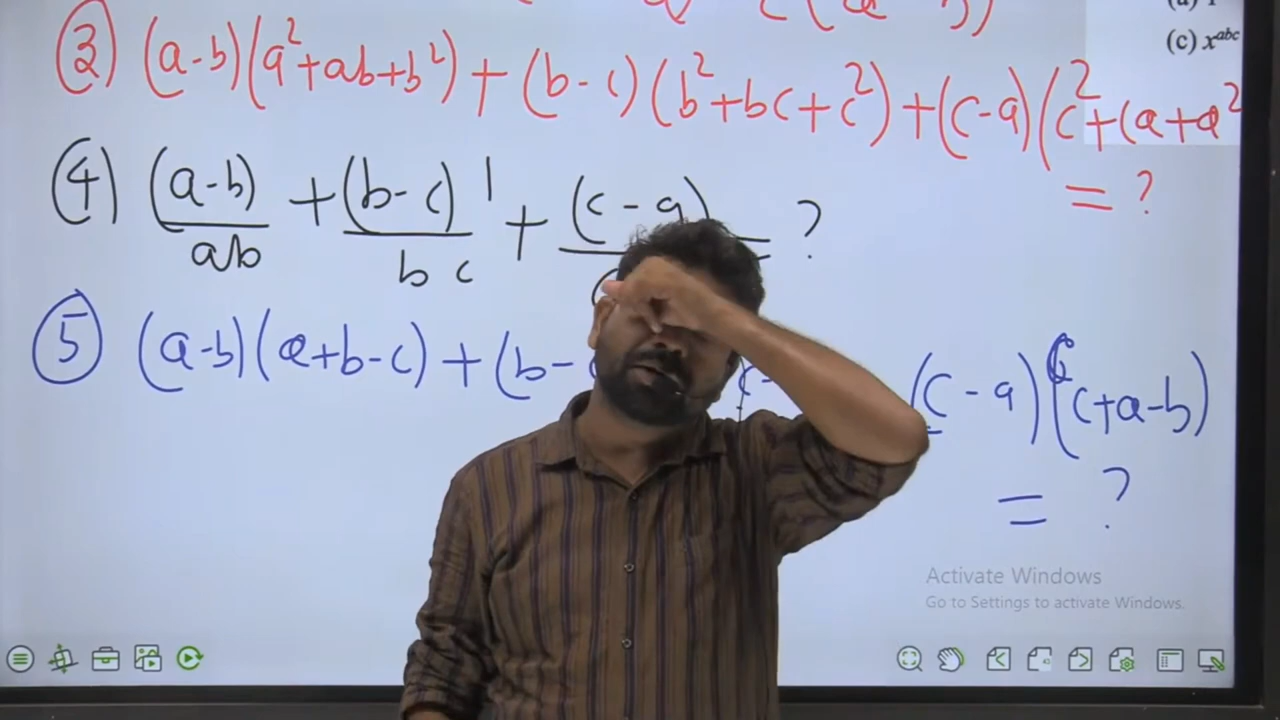 (a) 1
(c) x^abc
③ (a-b)(a²+ab+b²) + (b-c)(b²+bc+c²) + (c-a)(c²+ca+a²
= ?
④ (a-b)/ab + (b-c)/bc + (c-a) = ?
⑤ (a-b)(a+b-c) + (b- (c-a)(c+a-b)
= ?
Activate Windows
Go to Settings to activate Windows.